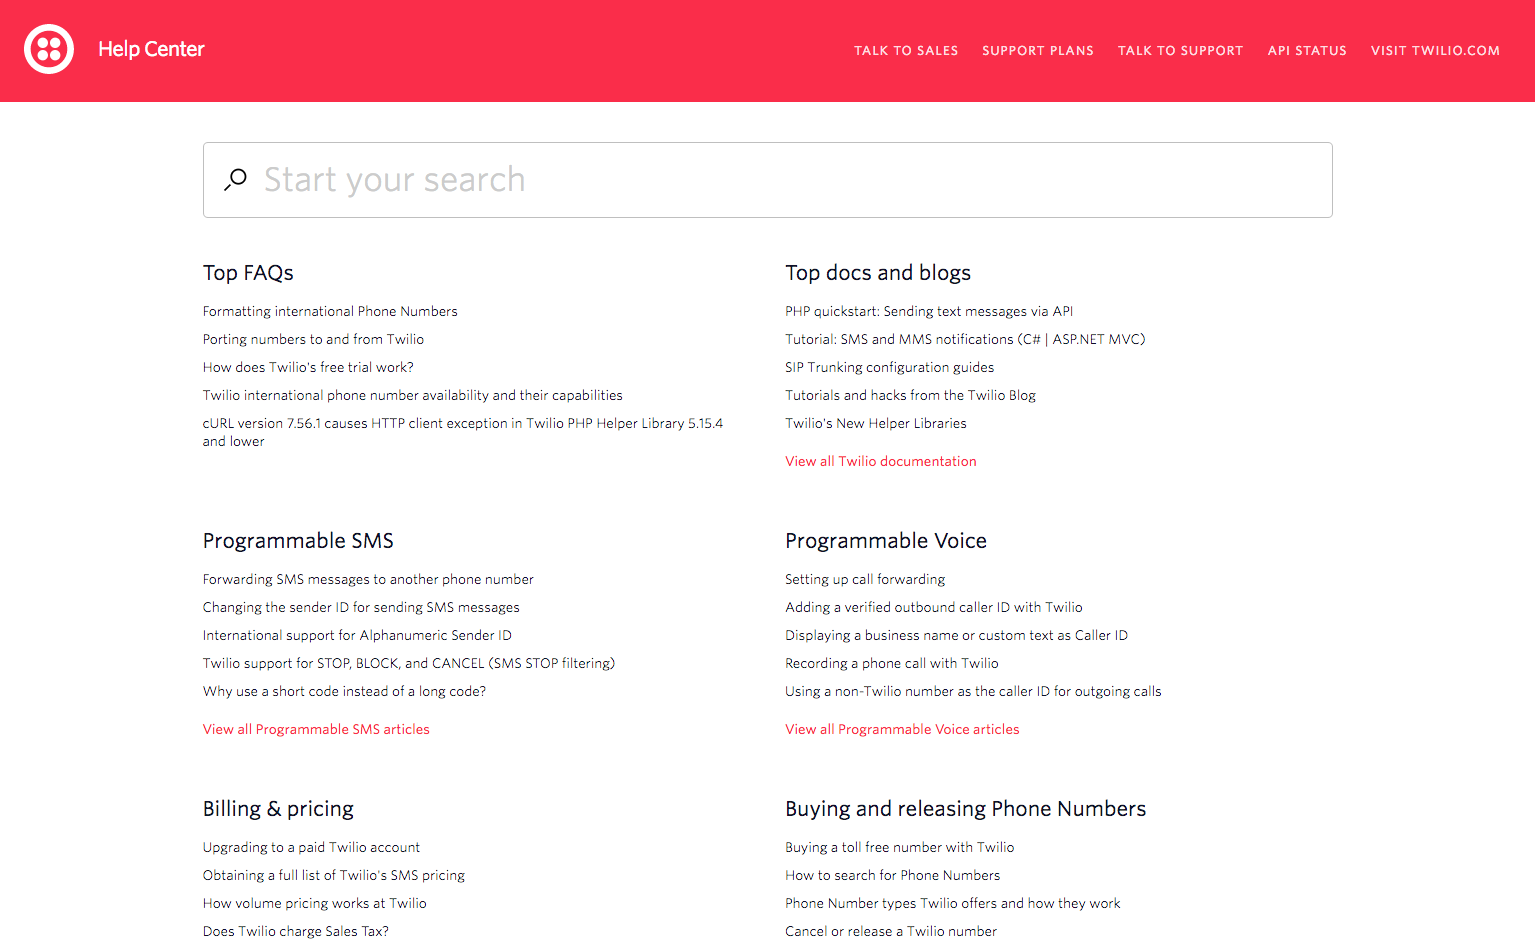 Help Center
TALK TO SALES
SUPPORT PLANS
TALK TO SUPPORT
API STATUS
VISIT TWILIO.COM
Start your search
Top FAQs
Formatting international Phone Numbers
Porting numbers to and from Twilio
How does Twilio's free trial work?
Twilio international phone number availability and their capabilities
cURL version 7.56.1 causes HTTP client exception in Twilio PHP Helper Library 5.15.4
and lower
Top docs and blogs
PHP quickstart: Sending text messages via API
Tutorial: SMS and MMS notifications (C# | ASP.NET MVC)
SIP Trunking configuration guides
Tutorials and hacks from the Twilio Blog
Twilio's New Helper Libraries
View all Twilio documentation
Programmable SMS
Forwarding SMS messages to another phone number
Changing the sender ID for sending SMS messages
International support for Alphanumeric Sender ID
Twilio support for STOP, BLOCK, and CANCEL (SMS STOP filtering)
Why use a short code instead of a long code?
View all Programmable SMS articles
Programmable Voice
Setting up call forwarding
Adding a verified outbound caller ID with Twilio
Displaying a business name or custom text as Caller ID
Recording a phone call with Twilio
Using a non-Twilio number as the caller ID for outgoing calls
View all Programmable Voice articles
Billing & pricing
Upgrading to a paid Twilio account
Obtaining a full list of Twilio's SMS pricing
How volume pricing works at Twilio
Does Twilio charge Sales Tax?
Buying and releasing Phone Numbers
Buying a toll free number with Twilio
How to search for Phone Numbers
Phone Number types Twilio offers and how they work
Cancel or release a Twilio number